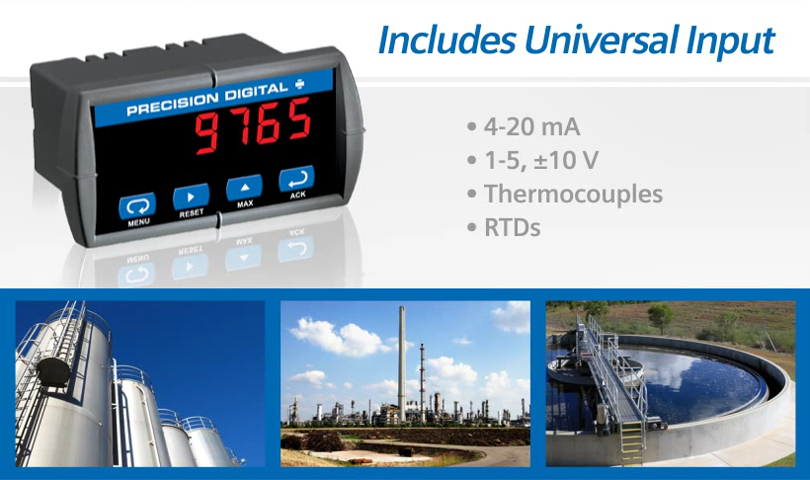 Includes Universal Input
PRECISION DIGITAL
9765
MENU
RESET
MAX
ACK
• 4-20 mA
• 1-5, ±10 V
• Thermocouples
• RTDs